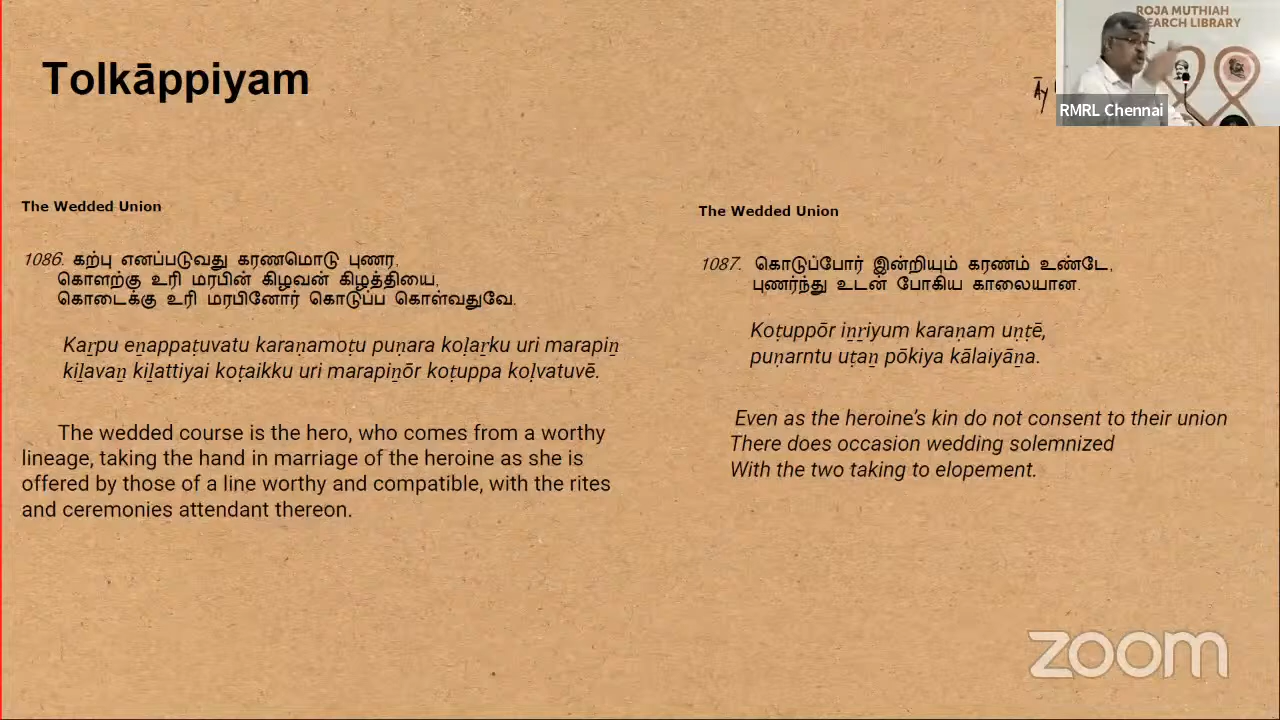 Tolkāppiyam
ROJA MUTHIAH
EARCH LIBRARY
Āy
RMRL Chennai
The Wedded Union
1086. கற்பு எனப்படுவது கரணமொடு புணர,
கொளற்கு உரி மரபின் கிழவன் கிழத்தியை,
கொடைக்கு உரி மரபினோர் கொடுப்ப கொள்வதுவே.
Kaṟpu eṉappaṭuvatu karaṇamoṭu puṇara koḷaṟku uri marapiṉ
kiḻavaṉ kiḻattiyai koṭaikku uri marapiṉōr koṭuppa koḷvatuvē.
The wedded course is the hero, who comes from a worthy
lineage, taking the hand in marriage of the heroine as she is
offered by those of a line worthy and compatible, with the rites
and ceremonies attendant thereon.
The Wedded Union
1087. கொடுப்போர் இன்றியும் கரணம் உண்டே,
புணர்ந்து உடன் போகிய காலையான.
Koṭuppōr iṉṟiyum karaṇam uṇṭē,
puṇarntu uṭaṉ pōkiya kālaiyāṉa.
Even as the heroine's kin do not consent to their union
There does occasion wedding solemnized
With the two taking to elopement.
zoom